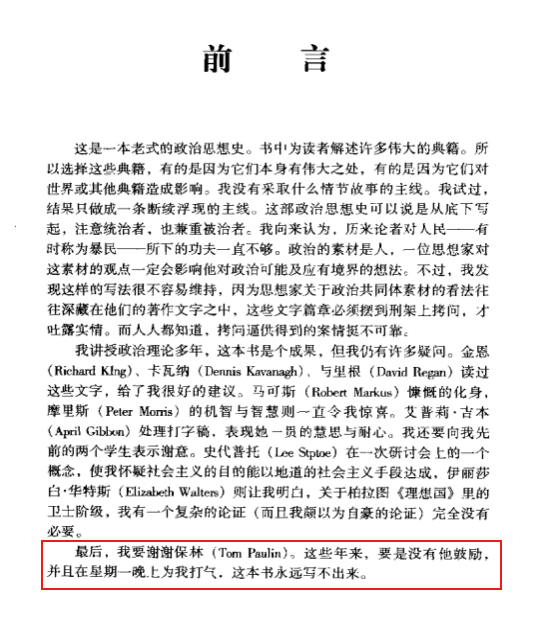 前 言
这是一本老式的政治思想史。书中为读者解述许多伟大的典籍。所
以选择这些典籍，有的是因为它们本身有伟大之处，有的是因为它们对
世界或其他典籍造成影响。我没有采取什么情节故事的主线。我试过，
结果只做成一条断续浮现的主线。这部政治思想史可以说是从底下写
起，注意统治者，也兼重被治者。我向来认为，历来论者对人民——有
时称为暴民——所下的功夫一直不够。政治的素材是人，一位思想家对
这素材的观点一定会影响他对政治可能及应有境界的想法。不过，我发
现这样的写法很不容易维持，因为思想家关于政治共同体素材的看法往
往深藏在他们的著作文字之中，这些文字篇章必须摆到刑架上拷问，才
吐露实情。而人人都知道，拷问逼供得到的案情挺不可靠。
我讲授政治理论多年，这本书是个成果，但我仍有许多疑问。金恩
(Richard KIng)、卡瓦纳 (Dennis Kavanagh)、与里根 (David Regan) 读过
这些文字，给了我很好的建议。马可斯 (Robert Markus) 慷慨的化身，
摩里斯 (Peter Morris) 的机智与智慧则一直令我惊喜。艾普莉·吉本
(April Gibbon) 处理打字稿，表现她一贯的慧思与耐心。我还要向我先
前的两个学生表示谢意。史代普托 (Lee Stptoe) 在一次研讨会上的一个
概念，使我怀疑社会主义的目的能以地道的社会主义手段达成，伊丽莎
白·华特斯 (Elizabeth Walters) 则让我明白，关于柏拉图《理想国》里的
卫士阶级，我有一个复杂的论证（而且我颇以为自豪的论证）完全没有
必要。
最后，我要谢谢保林 (Tom Paulin)。这些年来，要是没有他鼓励，
并且在星期一晚上为我打气，这本书永远写不出来。